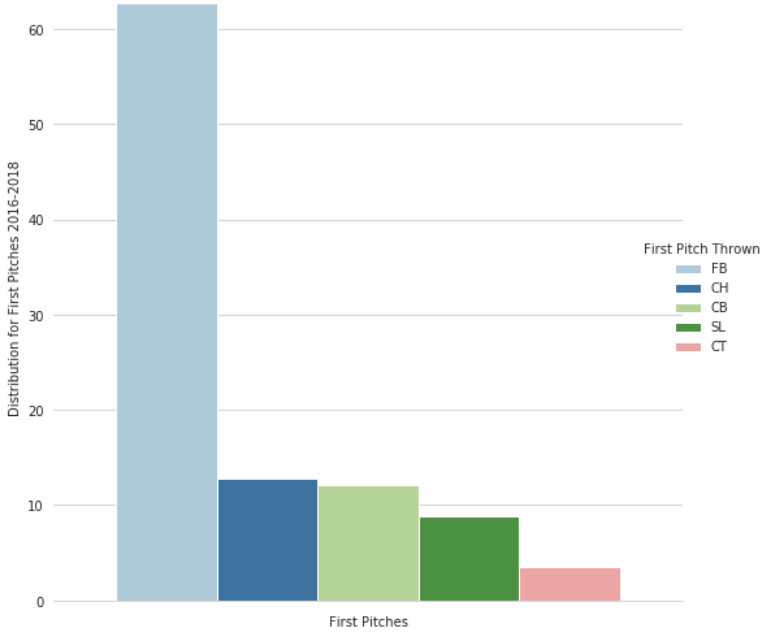 60
50
40
30
20
10
0
Distribution for First Pitches 2016-2018
First Pitches
First Pitch Thrown
FB
CH
CB
SL
CT